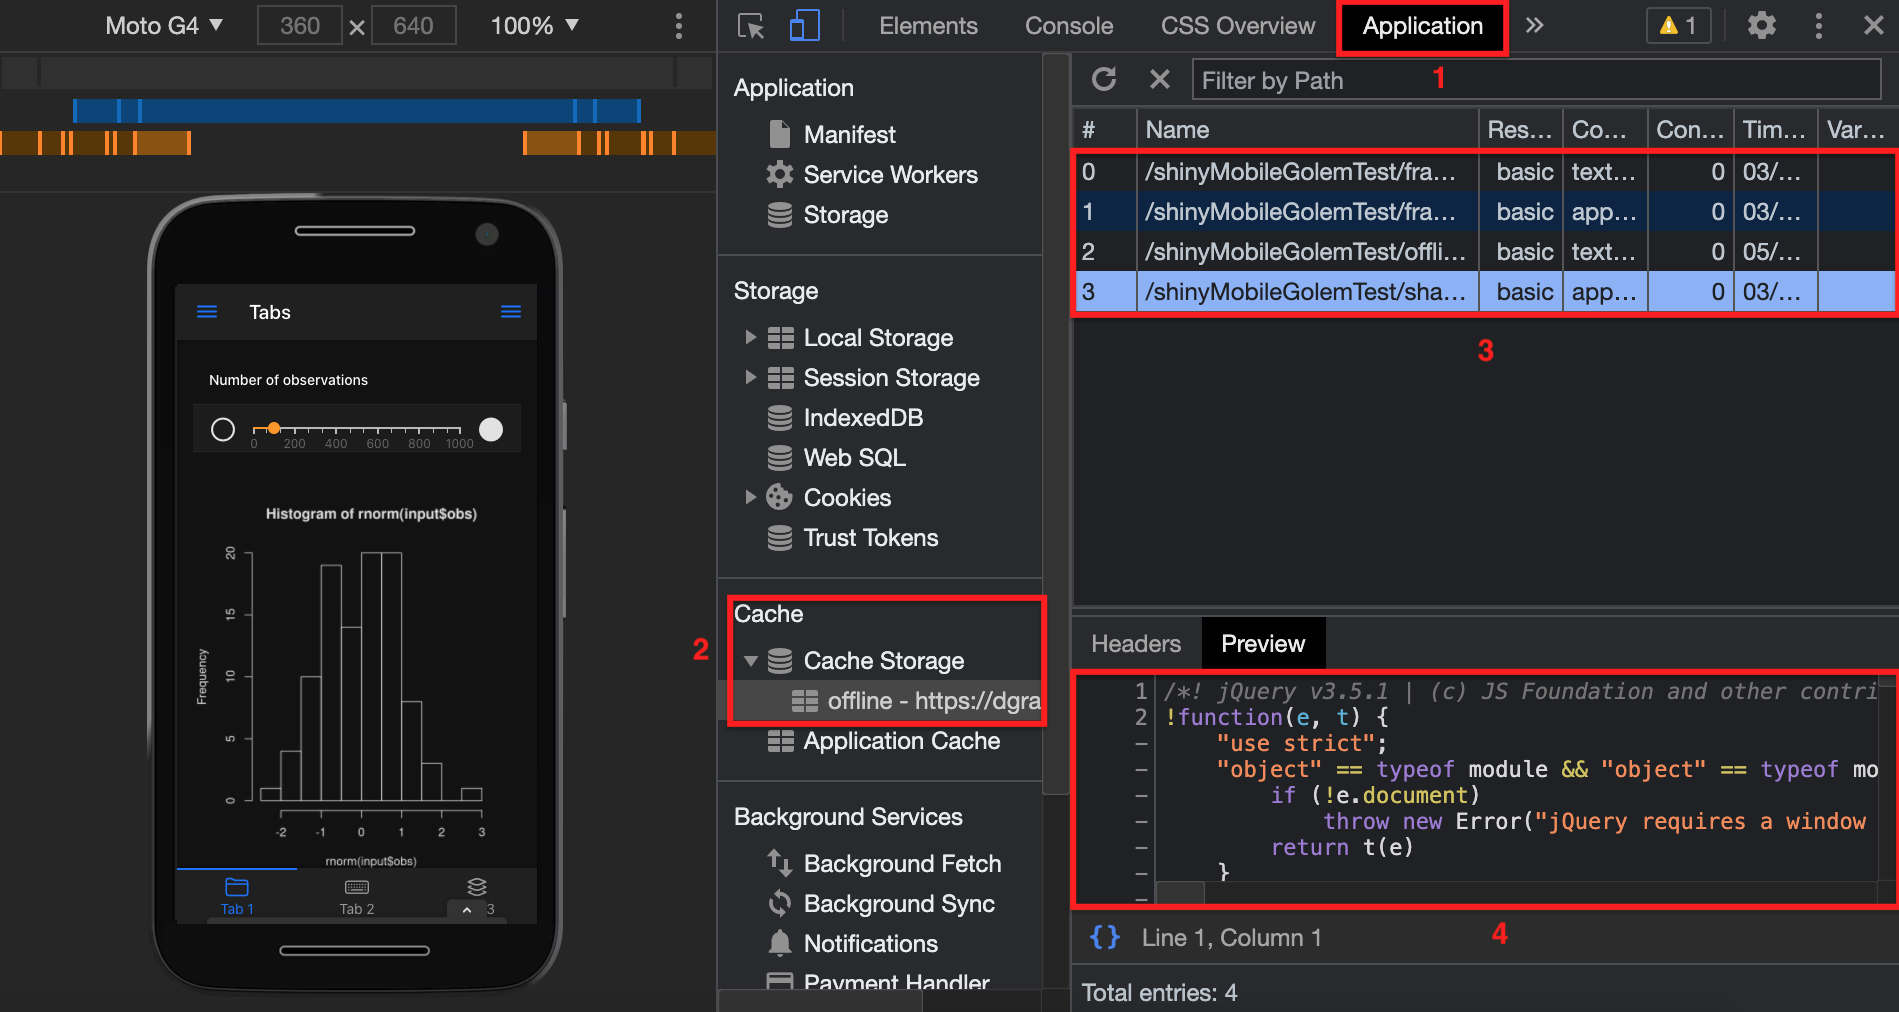 Moto G4 ▼ 360 × 640 100% ▼
Elements Console CSS Overview Application » 1
1
Filter by Path
Application
Manifest
Service Workers
Storage
Storage
Local Storage
Session Storage
IndexedDB
Web SQL
Cookies
Trust Tokens
2
Cache
Cache Storage
offline - https://dgra
Application Cache
Background Services
Background Fetch
Background Sync
Notifications
Payment Handler
# Name Res... Co... Con... Tim... Var...
0 /shinyMobileGolemTest/fra... basic text... 0 03/...
1 /shinyMobileGolemTest/fra... basic app... 0 03/...
2 /shinyMobileGolemTest/offli... basic text... 0 05/...
3 /shinyMobileGolemTest/sha... basic app... 0 03/...
3
Headers Preview
1 /*! jQuery v3.5.1 | (c) JS Foundation and other contri
2 !function(e, t) {
- "use strict";
- "object" == typeof module && "object" == typeof mo
- if (!e.document)
- throw new Error("jQuery requires a window
- return t(e)
- }
-
{} Line 1, Column 1
4
Total entries: 4
Tabs
Number of observations
0 200 400 600 800 1000
Histogram of rnorm(input$obs)
Frequency
20
15
10
5
0
-2 -1 0 1 2 3
rnorm(input$obs)
Tab 1 Tab 2 3